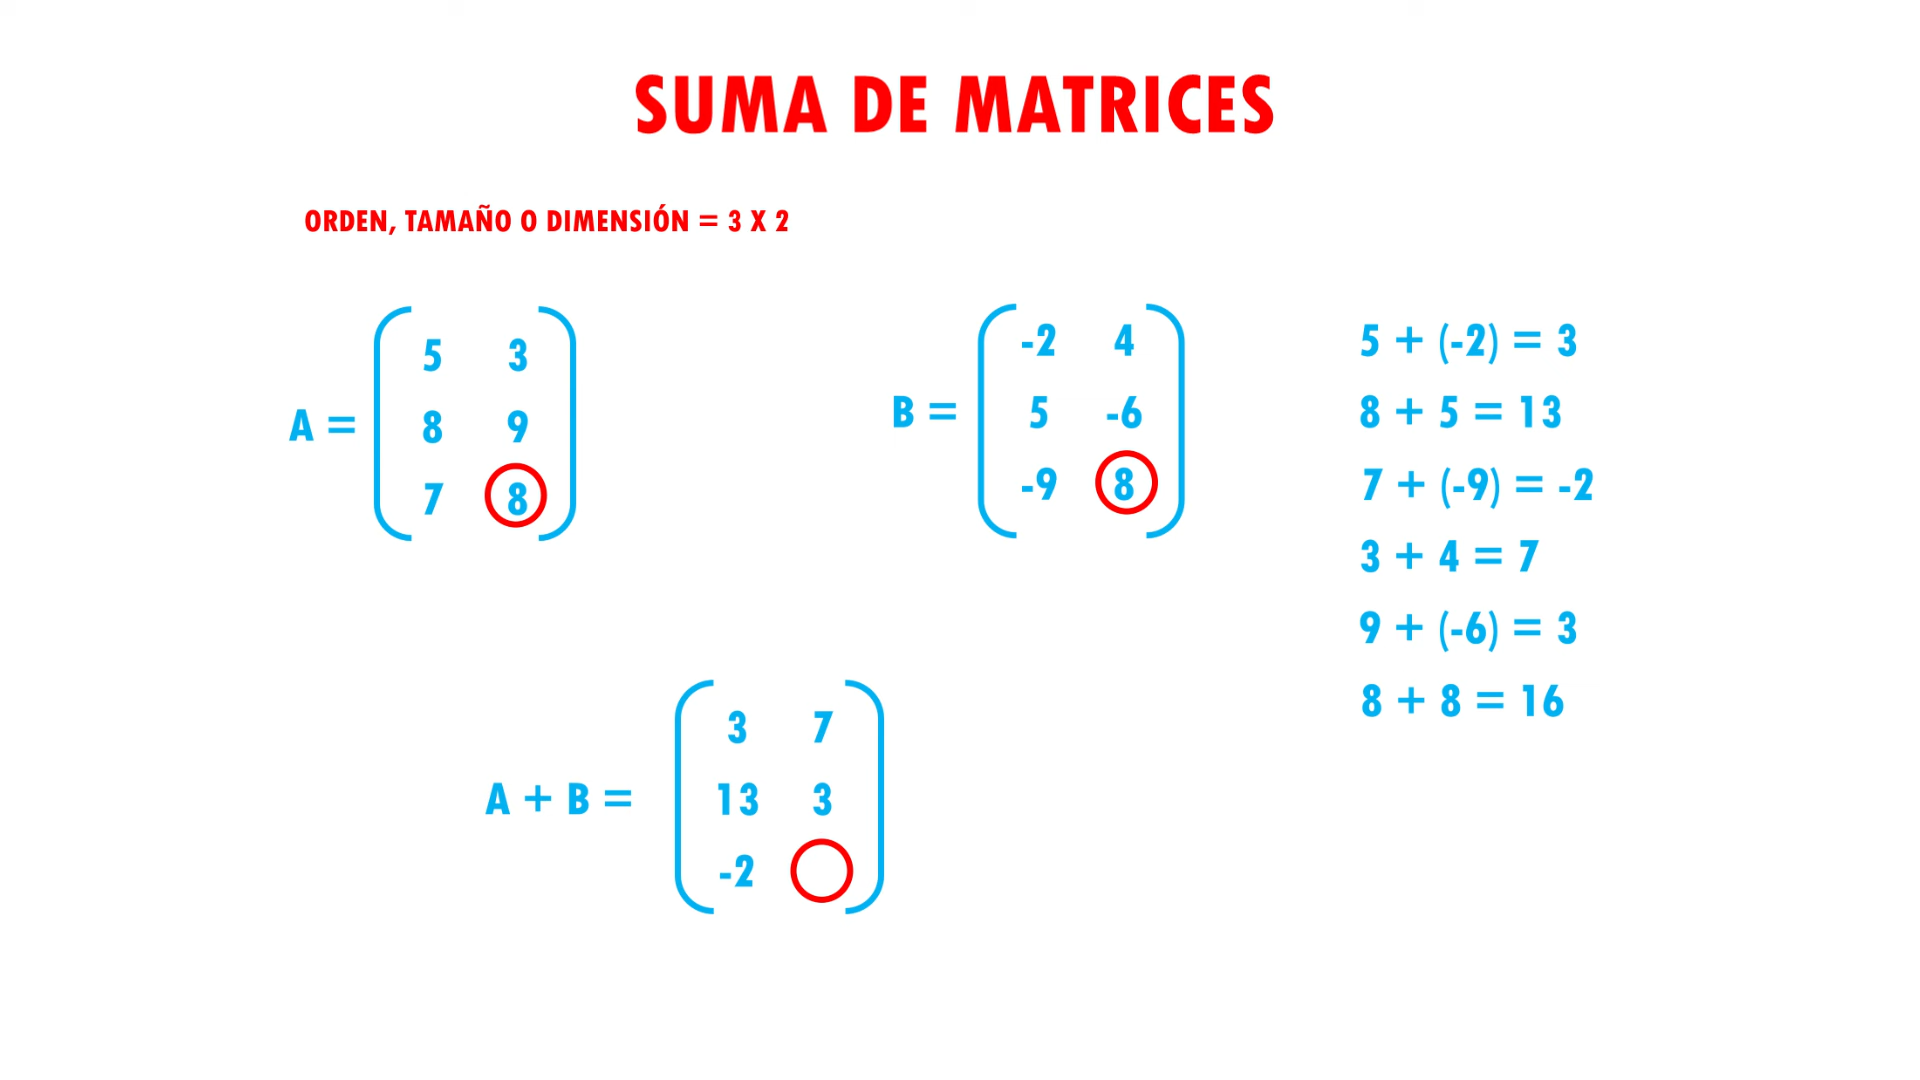 SUMA DE MATRICES
ORDEN, TAMAÑO O DIMENSIÓN = 3 X 2
A =
5 3
8 9
7 8
B =
-2 4
5 -6
-9 8
5 + (-2) = 3
8 + 5 = 13
7 + (-9) = -2
3 + 4 = 7
9 + (-6) = 3
8 + 8 = 16
A + B =
3 7
13 3
-2